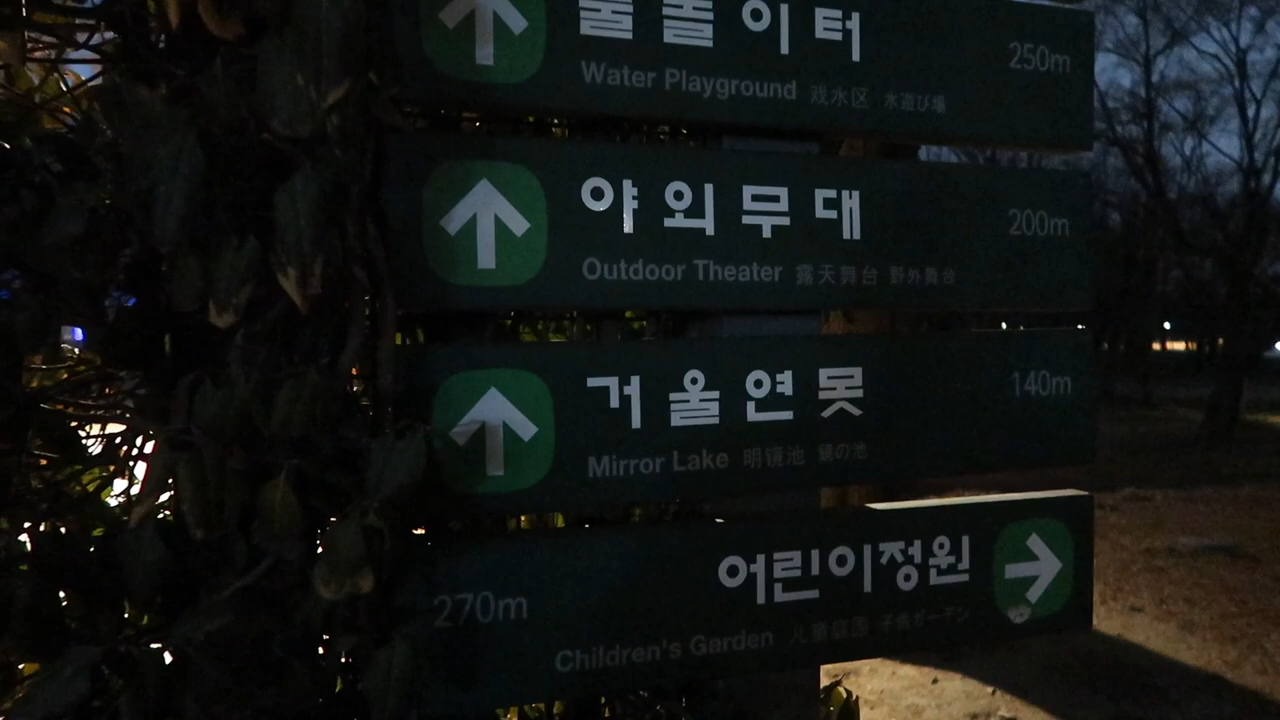 물놀이터 250m
Water Playground 戏水区 水遊び場
야외무대 200m
Outdoor Theater 露天舞台 野外舞台
거울연못 140m
Mirror Lake 明镜池 鏡の池
어린이정원
270m
Children's Garden 儿童庭园 子供ガーデン